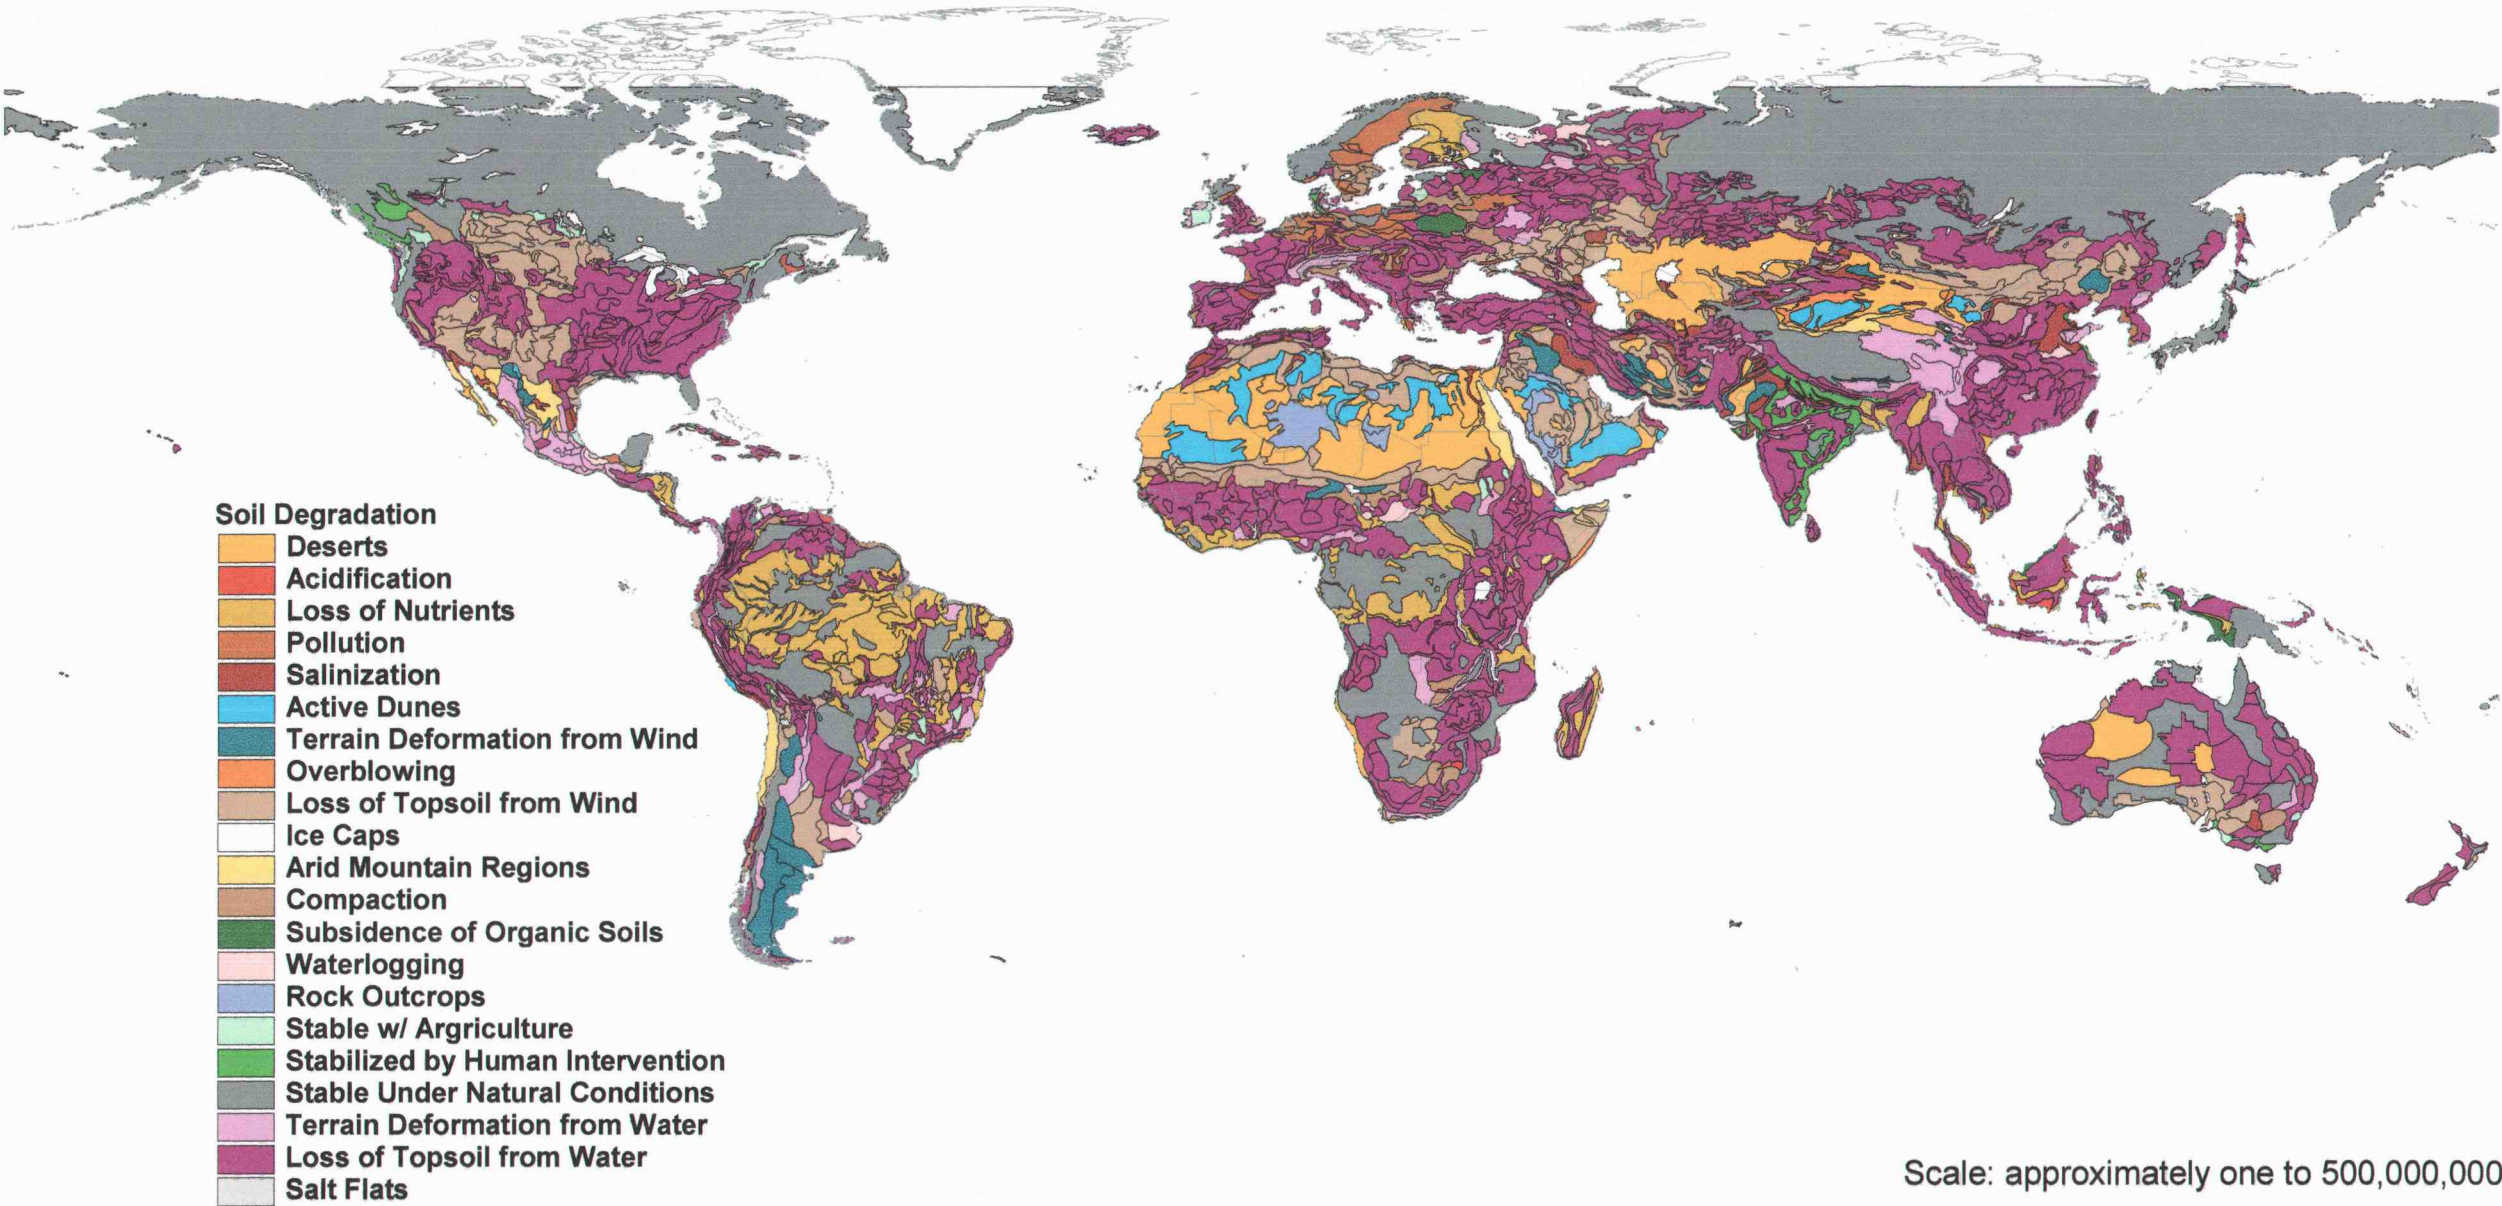 Soil Degradation
Deserts
Acidification
Loss of Nutrients
Pollution
Salinization
Active Dunes
Terrain Deformation from Wind
Overblowing
Loss of Topsoil from Wind
Ice Caps
Arid Mountain Regions
Compaction
Subsidence of Organic Soils
Waterlogging
Rock Outcrops
Stable w/ Argriculture
Stabilized by Human Intervention
Stable Under Natural Conditions
Terrain Deformation from Water
Loss of Topsoil from Water
Salt Flats
Scale: approximately one to 500,000,000